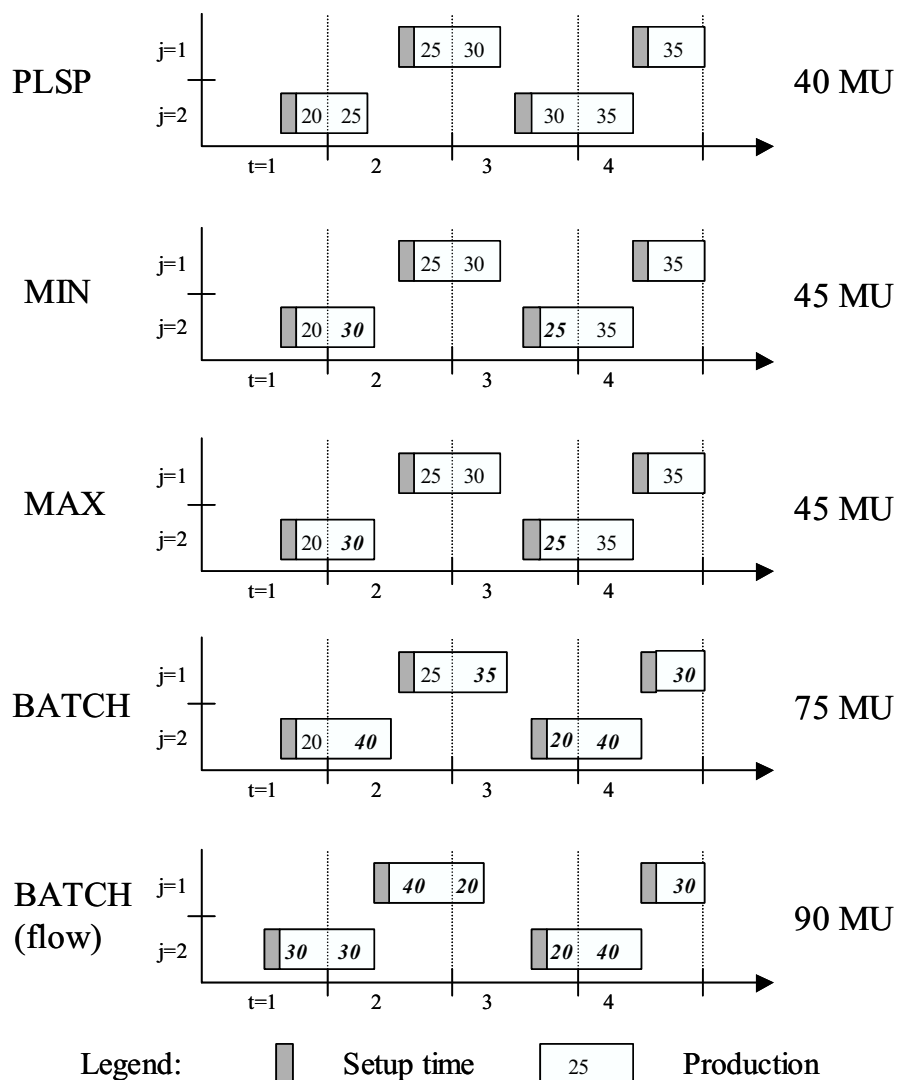 j=1 25 30 35
PLSP 40 MU
j=2 20 25 30 35
t=1 2 3 4
j=1 25 30 35
MIN 45 MU
j=2 20 30 25 35
t=1 2 3 4
j=1 25 30 35
MAX 45 MU
j=2 20 30 25 35
t=1 2 3 4
j=1 25 35 30
BATCH 75 MU
j=2 20 40 20 40
t=1 2 3 4
j=1 40 20 30
BATCH 90 MU
(flow)
j=2 30 30 20 40
t=1 2 3 4
Legend: Setup time 25 Production